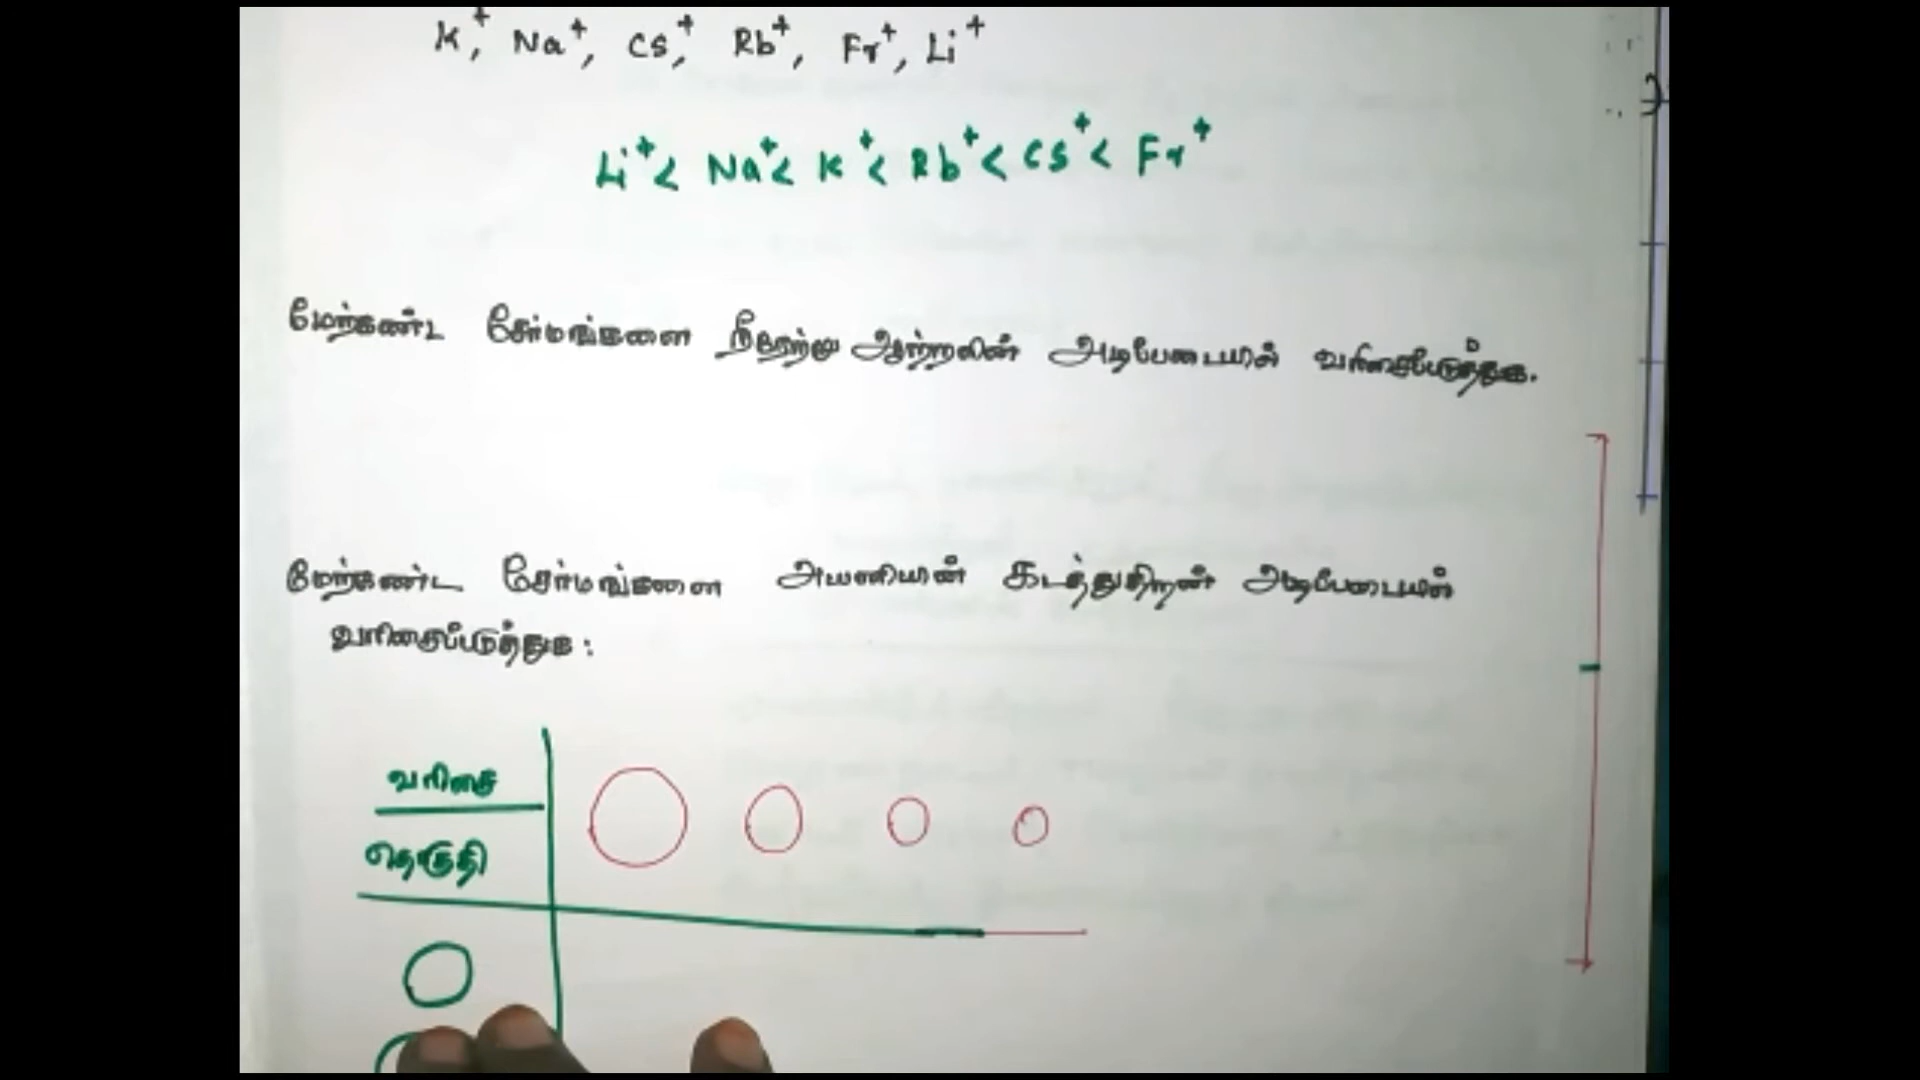 K⁺, Na⁺, Cs⁺, Rb⁺, Fr⁺, Li⁺
Li⁺ < Na⁺ < K⁺ < Rb⁺ < Cs⁺ < Fr⁺
மேற்கண்ட சேர்மங்களை நீரேற்று ஆற்றலின் அடிப்படையில் வரிசைப்படுத்துக.
மேற்கண்ட சேர்மங்களை அயனியின் கடத்துதிறன் அடிப்படையில்
வரிசைப்படுத்துக :
வரிசை
தொகுதி